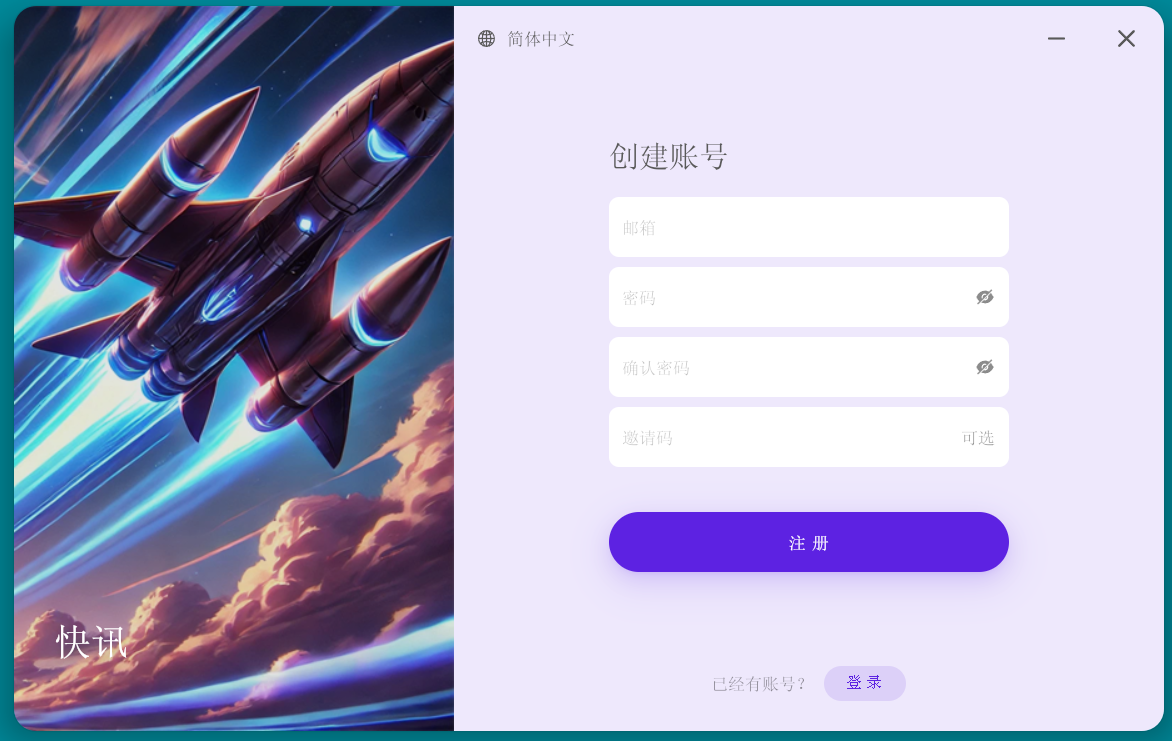 简体中文
创建账号
邮箱
密码
确认密码
邀请码 可选
注 册
快讯
已经有账号? 登 录